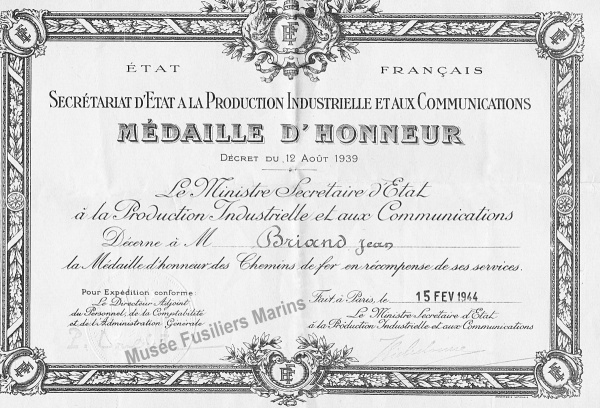 ÉTAT FRANÇAIS
SECRÉTARIAT D'ETAT A LA PRODUCTION INDUSTRIELLE ET AUX COMMUNICATIONS
MÉDAILLE D'HONNEUR
DÉCRET DU 12 AOÛT 1939
Le Ministre Secrétaire d'Etat
à la Production Industrielle et aux Communications
Décerne à M Briand Jean
la Médaille d'honneur des Chemins de fer en récompense de ses services.
Pour Expédition conforme:
Le Directeur Adjoint
du Personnel, de la Comptabilité
et de l'Administration Générale
Fait à Paris, le 15 FEV 1944
Le Ministre Secrétaire d'Etat
à la Production Industrielle et aux Communications
Musée Fusiliers Marins